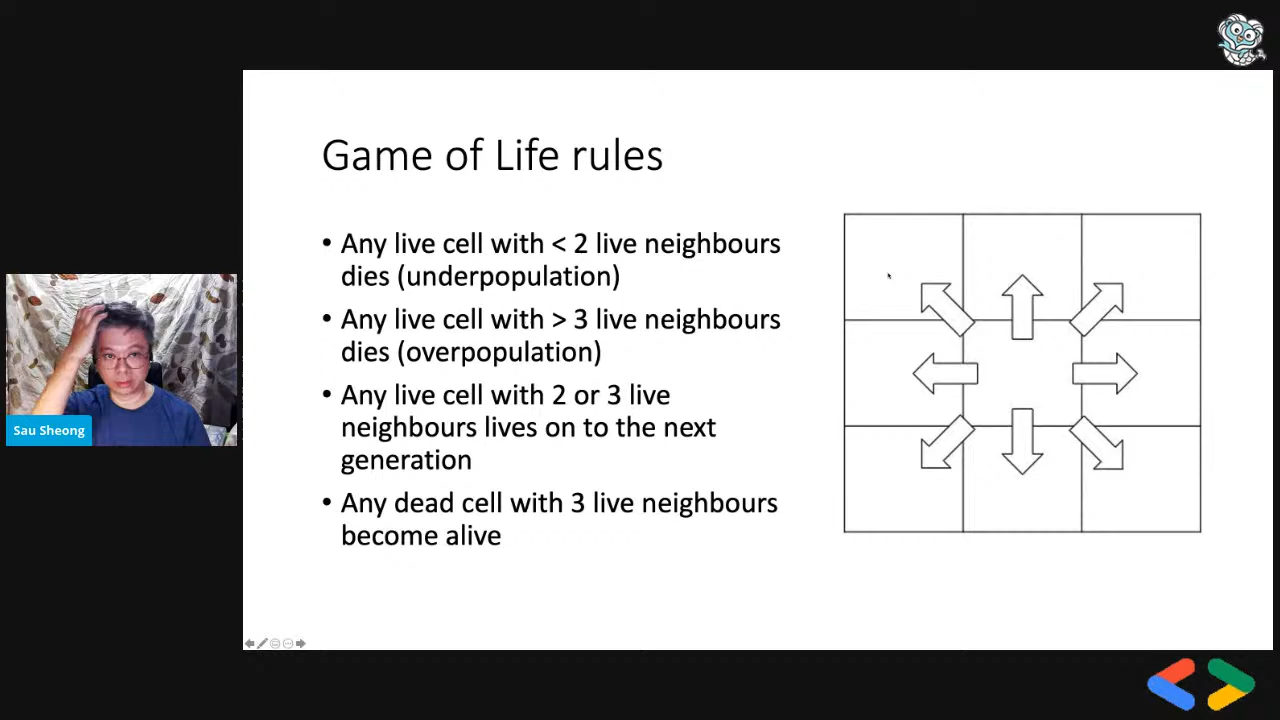 Game of Life rules
• Any live cell with < 2 live neighbours
dies (underpopulation)
• Any live cell with > 3 live neighbours
dies (overpopulation)
• Any live cell with 2 or 3 live
neighbours lives on to the next
generation
• Any dead cell with 3 live neighbours
become alive
Sau Sheong